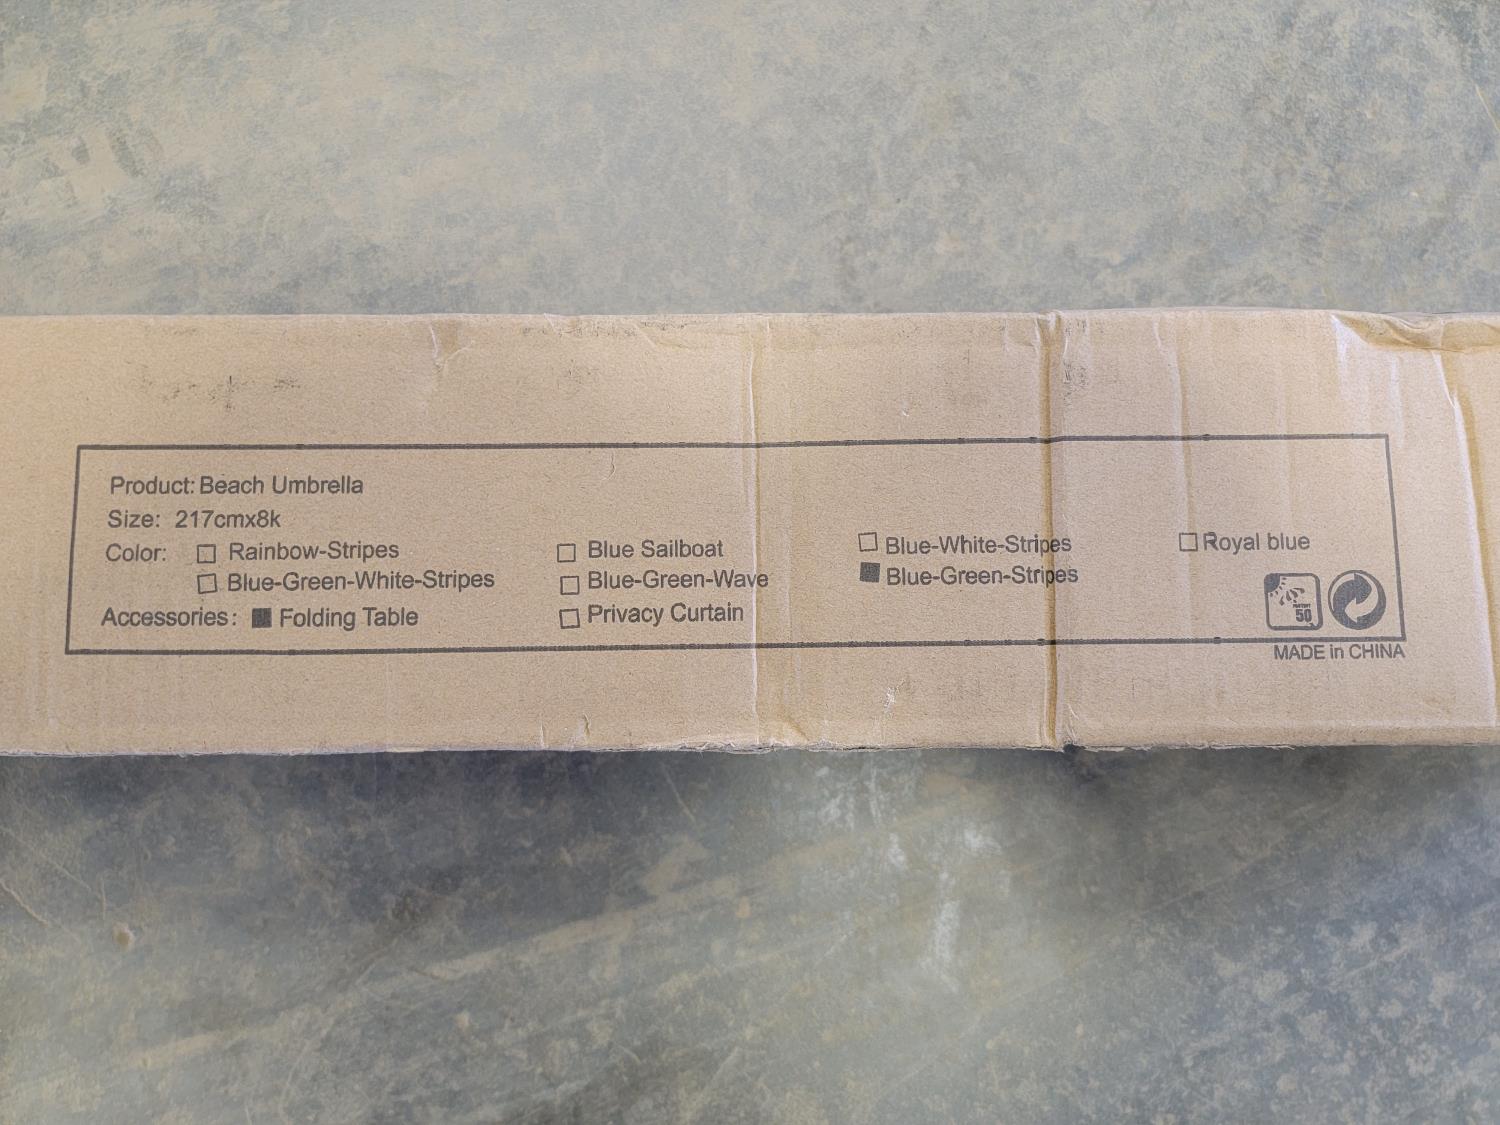 Product: Beach Umbrella
Size: 217cmx8k
Color: □ Rainbow-Stripes □ Blue Sailboat □ Blue-White-Stripes □ Royal blue
□ Blue-Green-White-Stripes □ Blue-Green-Wave ■ Blue-Green-Stripes
Accessories: ■ Folding Table □ Privacy Curtain
50
MADE in CHINA